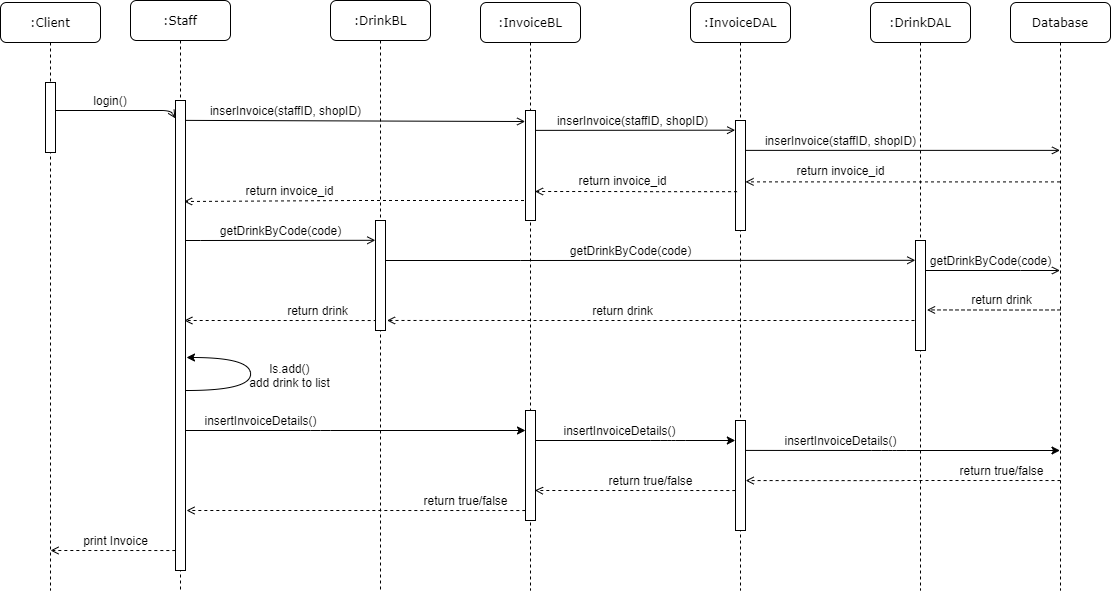 :Client
:Staff
:DrinkBL
:InvoiceBL
:InvoiceDAL
:DrinkDAL
Database
login()
inserInvoice(staffID, shopID)
inserInvoice(staffID, shopID)
inserInvoice(staffID, shopID)
return invoice_id
return invoice_id
return invoice_id
getDrinkByCode(code)
getDrinkByCode(code)
getDrinkByCode(code)
return drink
return drink
return drink
ls.add()
add drink to list
insertInvoiceDetails()
insertInvoiceDetails()
insertInvoiceDetails()
return true/false
return true/false
return true/false
print Invoice